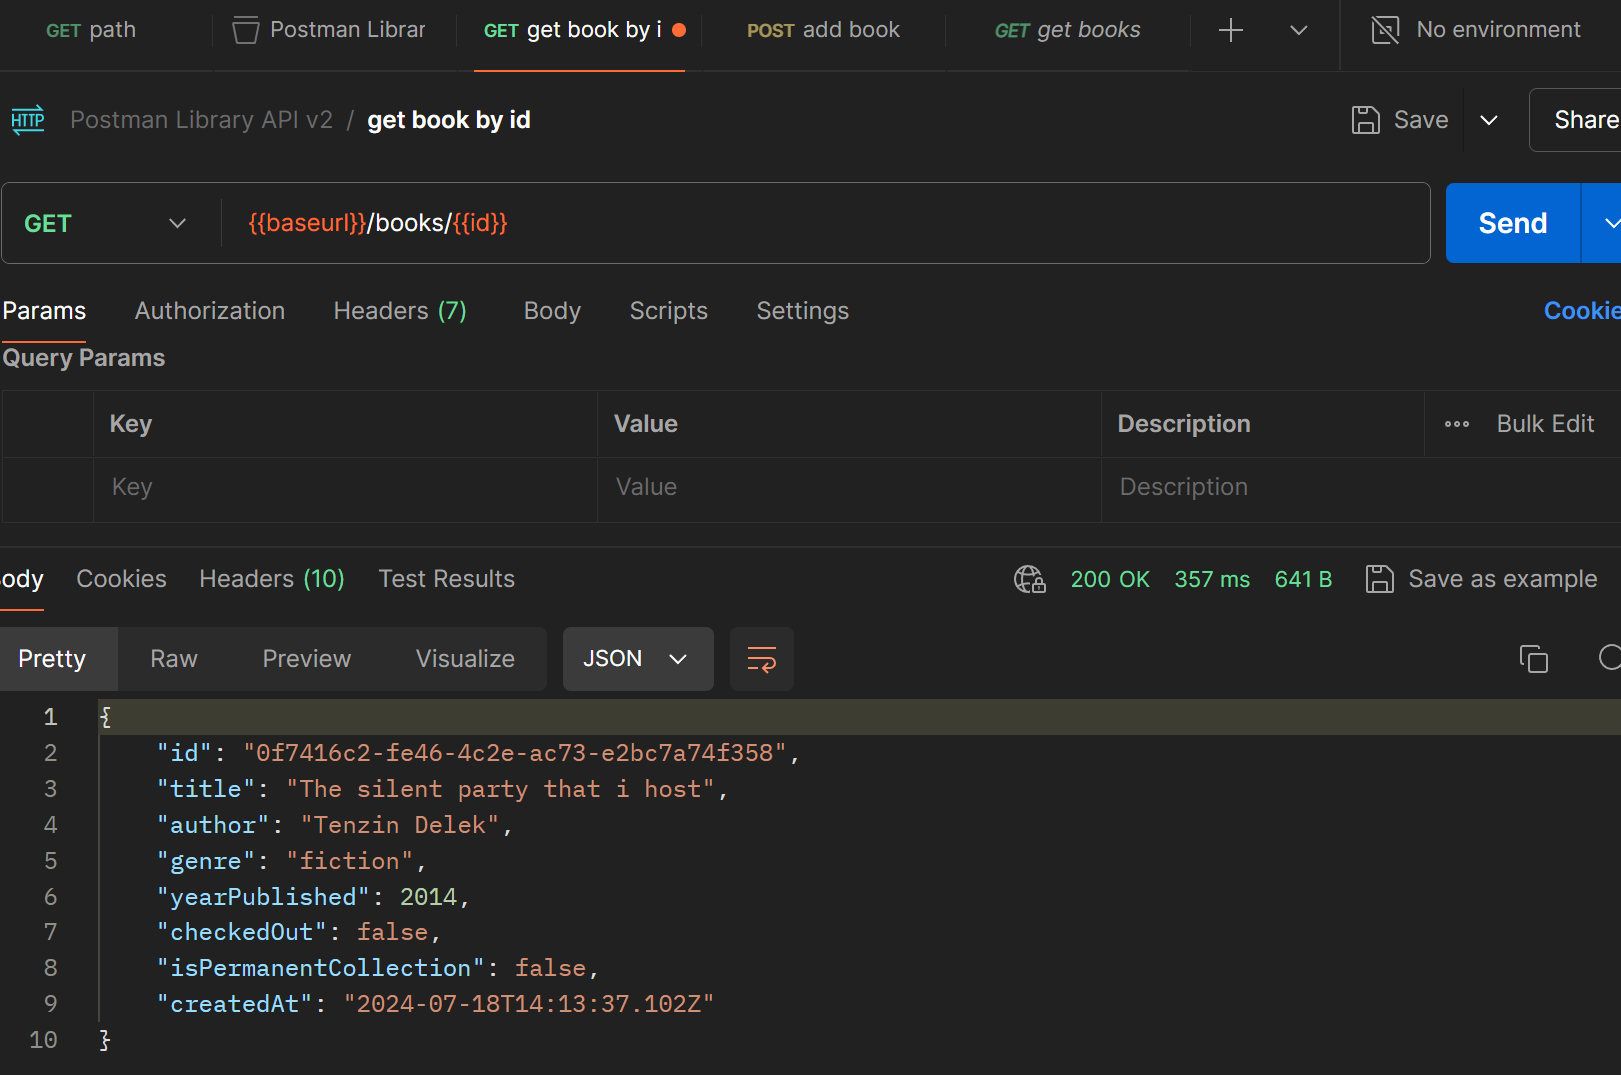 GET path
Postman Librar
GET get book by i
POST add book
GET get books
No environment
HTTP Postman Library API v2 / get book by id
Save
Share
GET
{{baseurl}}/books/{{id}}
Send
Params Authorization Headers (7) Body Scripts Settings
Cookie
Query Params
Key Value Description Bulk Edit
Key Value Description
ody Cookies Headers (10) Test Results
200 OK 357 ms 641 B Save as example
Pretty Raw Preview Visualize JSON
1 {
2 "id": "0f7416c2-fe46-4c2e-ac73-e2bc7a74f358",
3 "title": "The silent party that i host",
4 "author": "Tenzin Delek",
5 "genre": "fiction",
6 "yearPublished": 2014,
7 "checkedOut": false,
8 "isPermanentCollection": false,
9 "createdAt": "2024-07-18T14:13:37.102Z"
10 }